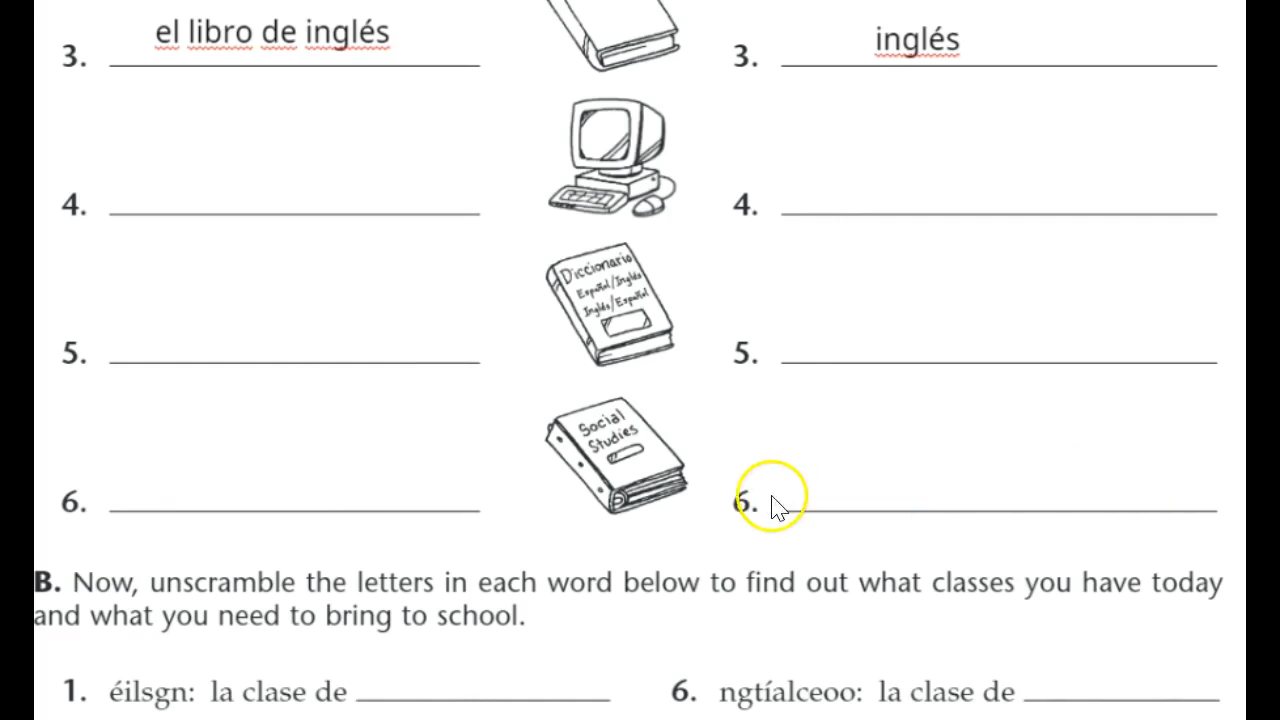 el libro de inglés
inglés
3.
3.
4.
4.
Diccionario
Español/Inglés
Inglés/Español
5.
5.
Social
Studies
6.
6.
B. Now, unscramble the letters in each word below to find out what classes you have today
and what you need to bring to school.
1. éilsgn: la clase de
6. ngtíalceoo: la clase de